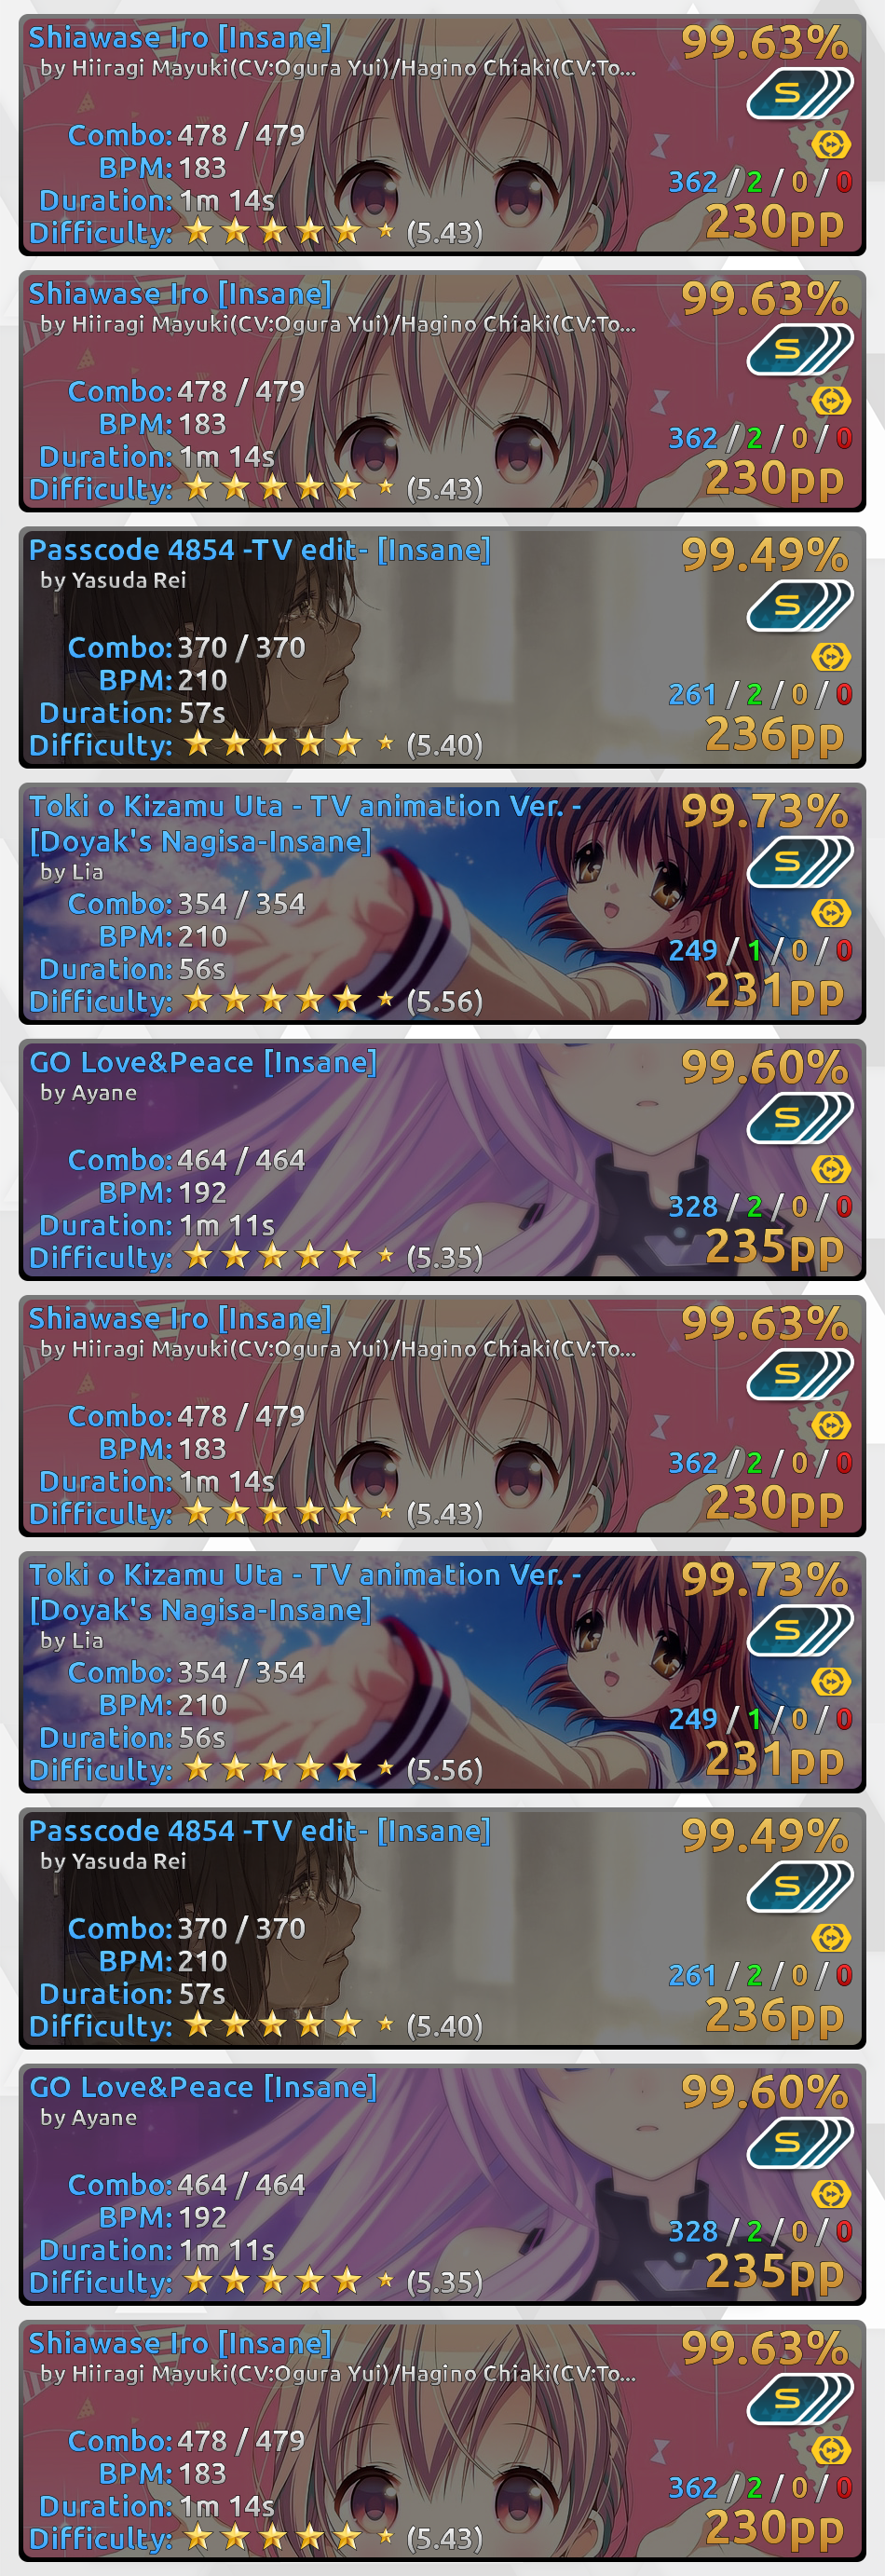 Shiawase Iro [Insane]
99.63%
by Hiiragi Mayuki(CV:Ogura Yui)/Hagino Chiaki(CV:To...
S
Combo: 478 / 479
BPM: 183
362 / 2 / 0 / 0
Duration: 1m 14s
230pp
Difficulty: (5.43)
Shiawase Iro [Insane]
99.63%
by Hiiragi Mayuki(CV:Ogura Yui)/Hagino Chiaki(CV:To...
S
Combo: 478 / 479
BPM: 183
362 / 2 / 0 / 0
Duration: 1m 14s
230pp
Difficulty: (5.43)
Passcode 4854 -TV edit- [Insane]
99.49%
by Yasuda Rei
S
Combo: 370 / 370
BPM: 210
261 / 2 / 0 / 0
Duration: 57s
236pp
Difficulty: (5.40)
Toki o Kizamu Uta - TV animation Ver. -
99.73%
[Doyak's Nagisa-Insane]
by Lia
S
Combo: 354 / 354
BPM: 210
249 / 1 / 0 / 0
Duration: 56s
231pp
Difficulty: (5.56)
GO Love&Peace [Insane]
99.60%
by Ayane
S
Combo: 464 / 464
BPM: 192
328 / 2 / 0 / 0
Duration: 1m 11s
235pp
Difficulty: (5.35)
Shiawase Iro [Insane]
99.63%
by Hiiragi Mayuki(CV:Ogura Yui)/Hagino Chiaki(CV:To...
S
Combo: 478 / 479
BPM: 183
362 / 2 / 0 / 0
Duration: 1m 14s
230pp
Difficulty: (5.43)
Toki o Kizamu Uta - TV animation Ver. -
99.73%
[Doyak's Nagisa-Insane]
by Lia
S
Combo: 354 / 354
BPM: 210
249 / 1 / 0 / 0
Duration: 56s
231pp
Difficulty: (5.56)
Passcode 4854 -TV edit- [Insane]
99.49%
by Yasuda Rei
S
Combo: 370 / 370
BPM: 210
261 / 2 / 0 / 0
Duration: 57s
236pp
Difficulty: (5.40)
GO Love&Peace [Insane]
99.60%
by Ayane
S
Combo: 464 / 464
BPM: 192
328 / 2 / 0 / 0
Duration: 1m 11s
235pp
Difficulty: (5.35)
Shiawase Iro [Insane]
99.63%
by Hiiragi Mayuki(CV:Ogura Yui)/Hagino Chiaki(CV:To...
S
Combo: 478 / 479
BPM: 183
362 / 2 / 0 / 0
Duration: 1m 14s
230pp
Difficulty: (5.43)